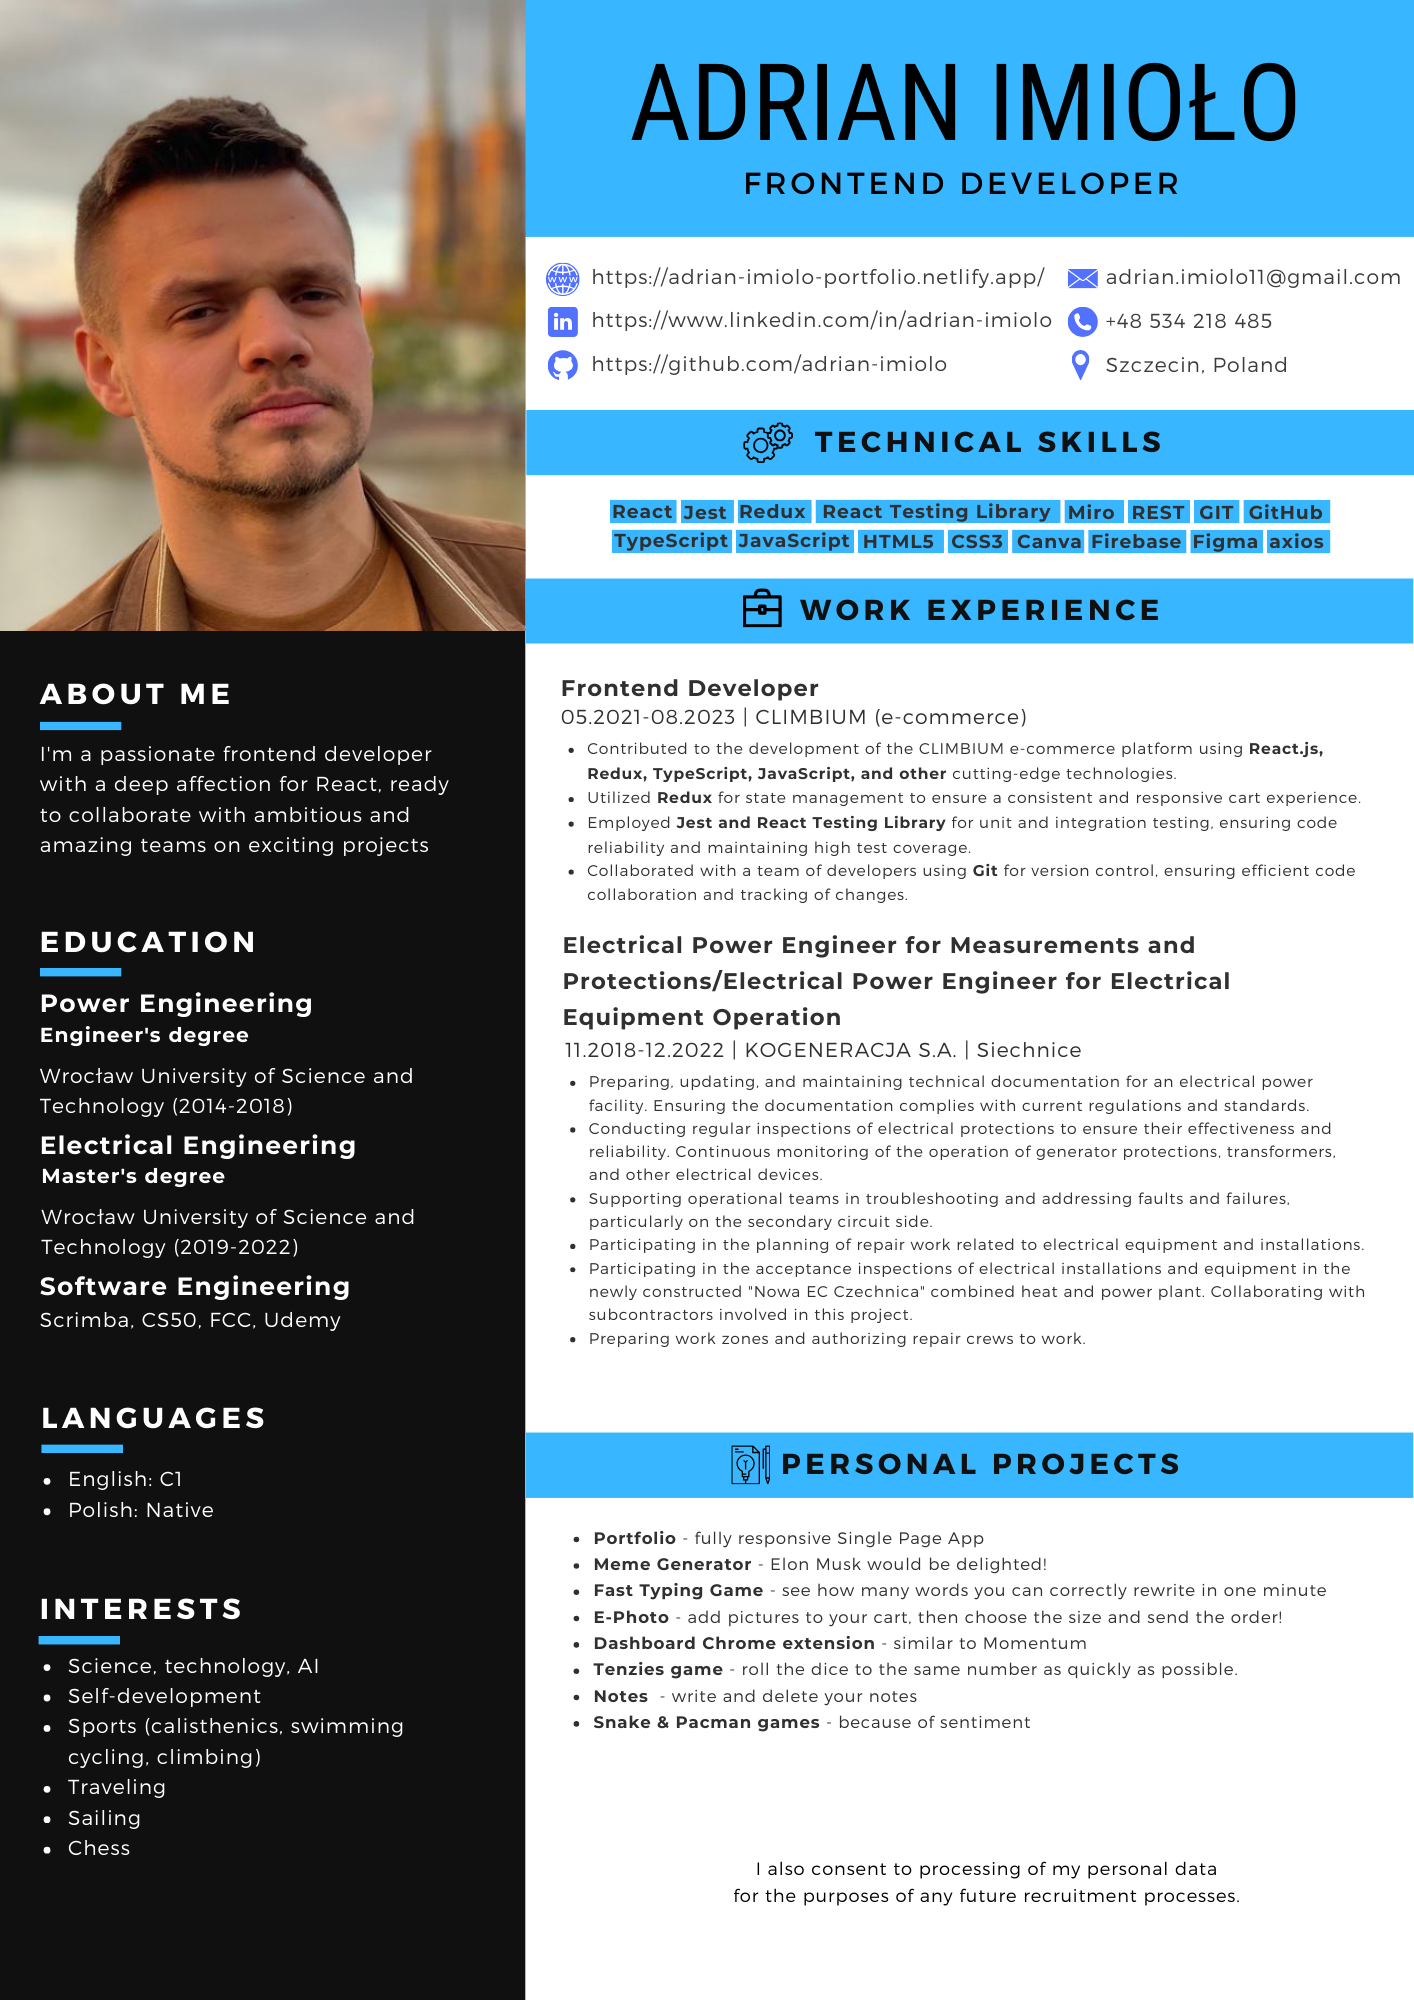 ADRIAN IMIOŁO
FRONTEND DEVELOPER
https://adrian-imiolo-portfolio.netlify.app/
adrian.imiolo11@gmail.com
https://www.linkedin.com/in/adrian-imiolo
+48 534 218 485
https://github.com/adrian-imiolo
Szczecin, Poland
TECHNICAL SKILLS
React Jest Redux React Testing Library Miro REST GIT GitHub
TypeScript JavaScript HTML5 CSS3 Canva Firebase Figma axios
WORK EXPERIENCE
Frontend Developer
05.2021-08.2023 | CLIMBIUM (e-commerce)
• Contributed to the development of the CLIMBIUM e-commerce platform using React.js,
Redux, TypeScript, JavaScript, and other cutting-edge technologies.
• Utilized Redux for state management to ensure a consistent and responsive cart experience.
• Employed Jest and React Testing Library for unit and integration testing, ensuring code
reliability and maintaining high test coverage.
• Collaborated with a team of developers using Git for version control, ensuring efficient code
collaboration and tracking of changes.
Electrical Power Engineer for Measurements and
Protections/Electrical Power Engineer for Electrical
Equipment Operation
11.2018-12.2022 | KOGENERACJA S.A. | Siechnice
• Preparing, updating, and maintaining technical documentation for an electrical power
facility. Ensuring the documentation complies with current regulations and standards.
• Conducting regular inspections of electrical protections to ensure their effectiveness and
reliability. Continuous monitoring of the operation of generator protections, transformers,
and other electrical devices.
• Supporting operational teams in troubleshooting and addressing faults and failures,
particularly on the secondary circuit side.
• Participating in the planning of repair work related to electrical equipment and installations.
• Participating in the acceptance inspections of electrical installations and equipment in the
newly constructed "Nowa EC Czechnica" combined heat and power plant. Collaborating with
subcontractors involved in this project.
• Preparing work zones and authorizing repair crews to work.
PERSONAL PROJECTS
• Portfolio - fully responsive Single Page App
• Meme Generator - Elon Musk would be delighted!
• Fast Typing Game - see how many words you can correctly rewrite in one minute
• E-Photo - add pictures to your cart, then choose the size and send the order!
• Dashboard Chrome extension - similar to Momentum
• Tenzies game - roll the dice to the same number as quickly as possible.
• Notes - write and delete your notes
• Snake & Pacman games - because of sentiment
I also consent to processing of my personal data
for the purposes of any future recruitment processes.
ABOUT ME
I'm a passionate frontend developer
with a deep affection for React, ready
to collaborate with ambitious and
amazing teams on exciting projects
EDUCATION
Power Engineering
Engineer's degree
Wrocław University of Science and
Technology (2014-2018)
Electrical Engineering
Master's degree
Wrocław University of Science and
Technology (2019-2022)
Software Engineering
Scrimba, CS50, FCC, Udemy
LANGUAGES
• English: C1
• Polish: Native
INTERESTS
• Science, technology, AI
• Self-development
• Sports (calisthenics, swimming
cycling, climbing)
• Traveling
• Sailing
• Chess